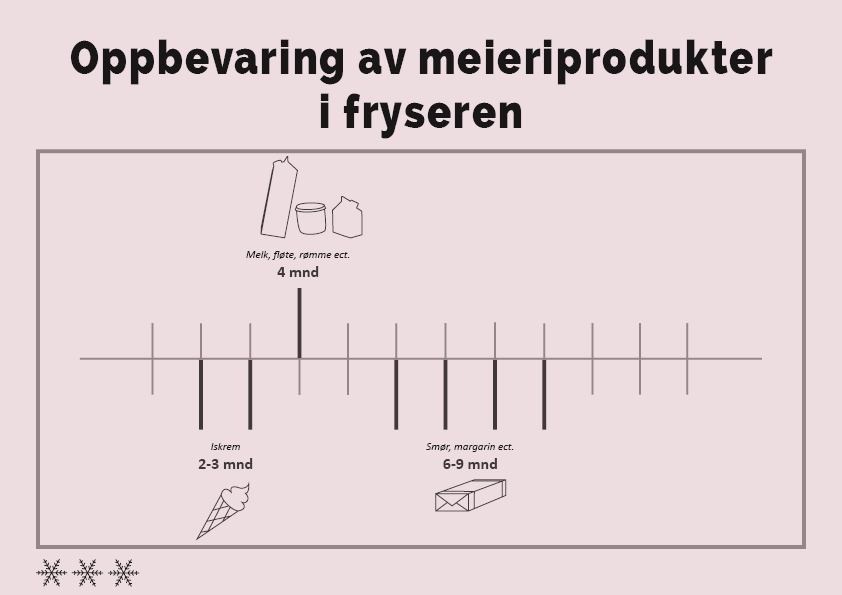 Oppbevaring av meieriprodukter
i fryseren
Melk, fløte, rømme ect.
4 mnd
Iskrem
2-3 mnd
Smør, margarin ect.
6-9 mnd